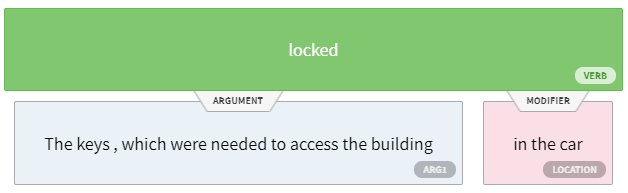 locked
VERB
ARGUMENT
MODIFIER
The keys , which were needed to access the building
in the car
ARG1
LOCATION